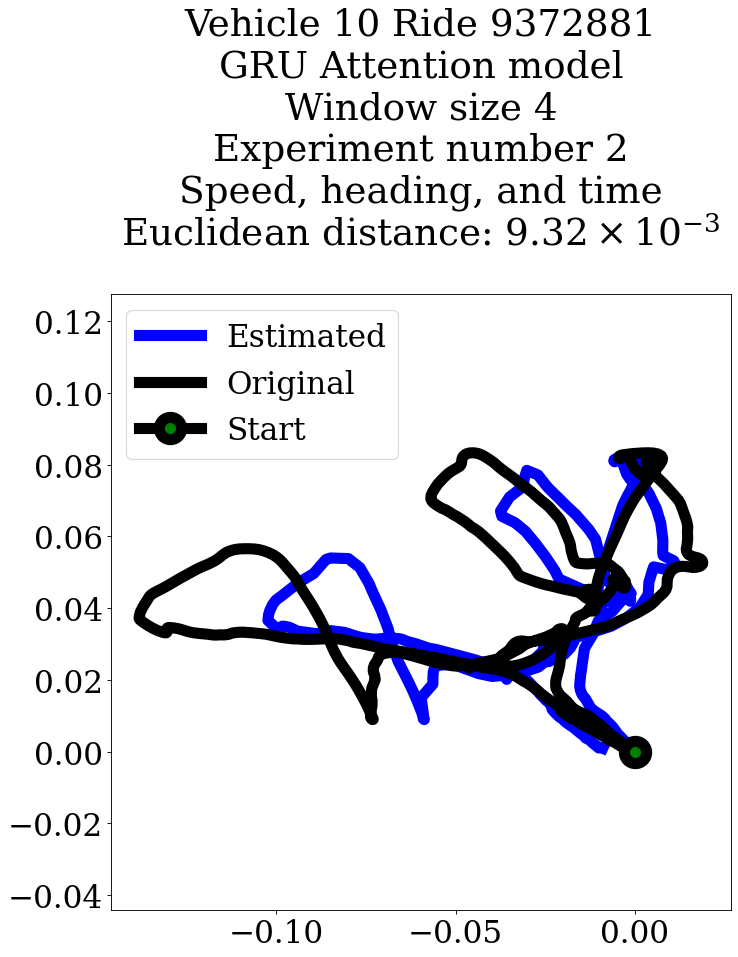 Vehicle 10 Ride 9372881
GRU Attention model
Window size 4
Experiment number 2
Speed, heading, and time
Euclidean distance: 9.32 × 10⁻³
Estimated
Original
Start
0.12
0.10
0.08
0.06
0.04
0.02
0.00
−0.02
−0.04
−0.10
−0.05
0.00